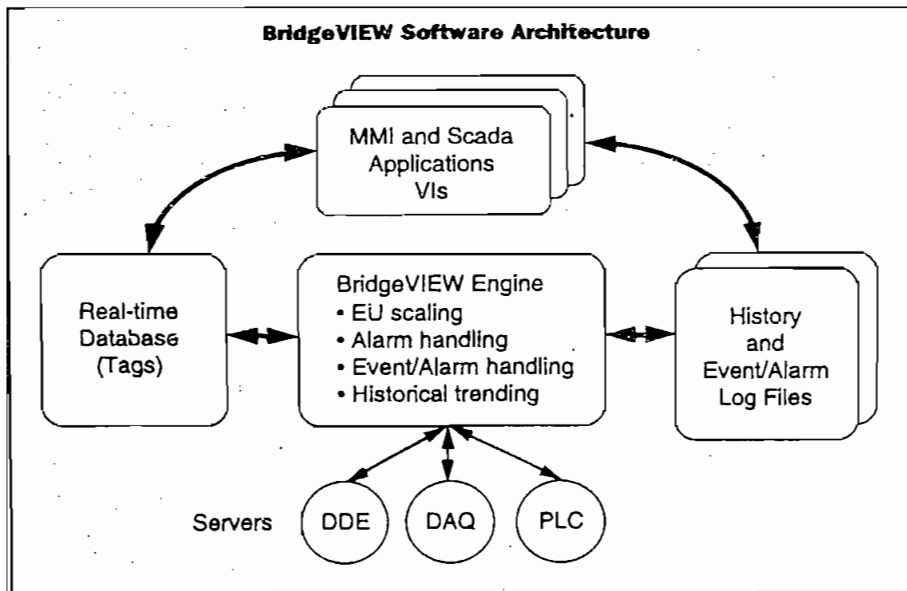 BridgeVIEW Software Architecture
MMI and Scada
Applications
VIs
Real-time
Database
(Tags)
BridgeVIEW Engine
• EU scaling
• Alarm handling
• Event/Alarm handling
• Historical trending
History
and
Event/Alarm
Log Files
Servers
DDE
DAQ
PLC